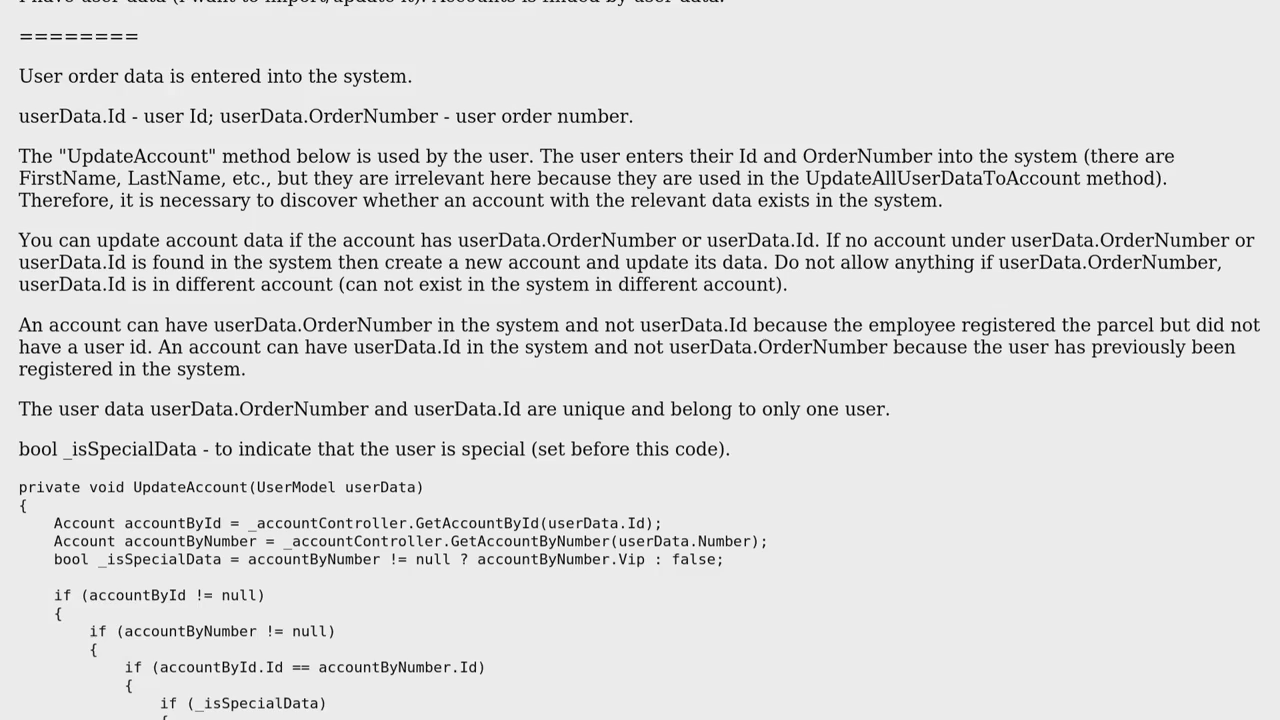 ========
User order data is entered into the system.
userData.Id - user Id; userData.OrderNumber - user order number.
The "UpdateAccount" method below is used by the user. The user enters their Id and OrderNumber into the system (there are
FirstName, LastName, etc., but they are irrelevant here because they are used in the UpdateAllUserDataToAccount method).
Therefore, it is necessary to discover whether an account with the relevant data exists in the system.
You can update account data if the account has userData.OrderNumber or userData.Id. If no account under userData.OrderNumber or
userData.Id is found in the system then create a new account and update its data. Do not allow anything if userData.OrderNumber,
userData.Id is in different account (can not exist in the system in different account).
An account can have userData.OrderNumber in the system and not userData.Id because the employee registered the parcel but did not
have a user id. An account can have userData.Id in the system and not userData.OrderNumber because the user has previously been
registered in the system.
The user data userData.OrderNumber and userData.Id are unique and belong to only one user.
bool _isSpecialData - to indicate that the user is special (set before this code).
private void UpdateAccount(UserModel userData)
{
    Account accountById = _accountController.GetAccountById(userData.Id);
    Account accountByNumber = _accountController.GetAccountByNumber(userData.Number);
    bool _isSpecialData = accountByNumber != null ? accountByNumber.Vip : false;
    if (accountById != null)
    {
        if (accountByNumber != null)
        {
            if (accountById.Id == accountByNumber.Id)
            {
                if (_isSpecialData)